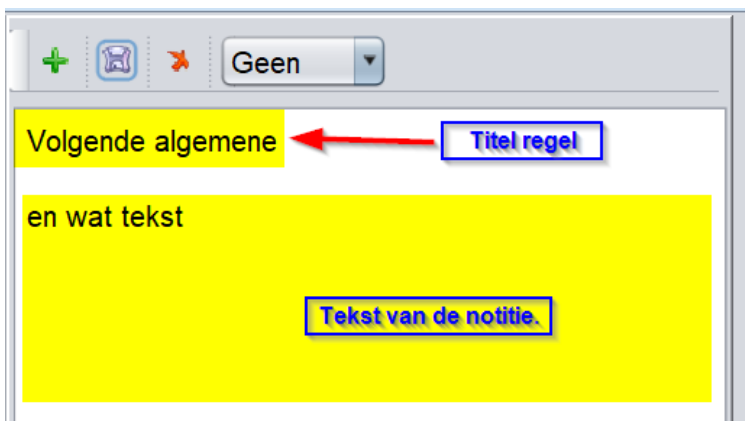 Geen
Volgende algemene
Titel regel
en wat tekst
Tekst van de notitie.